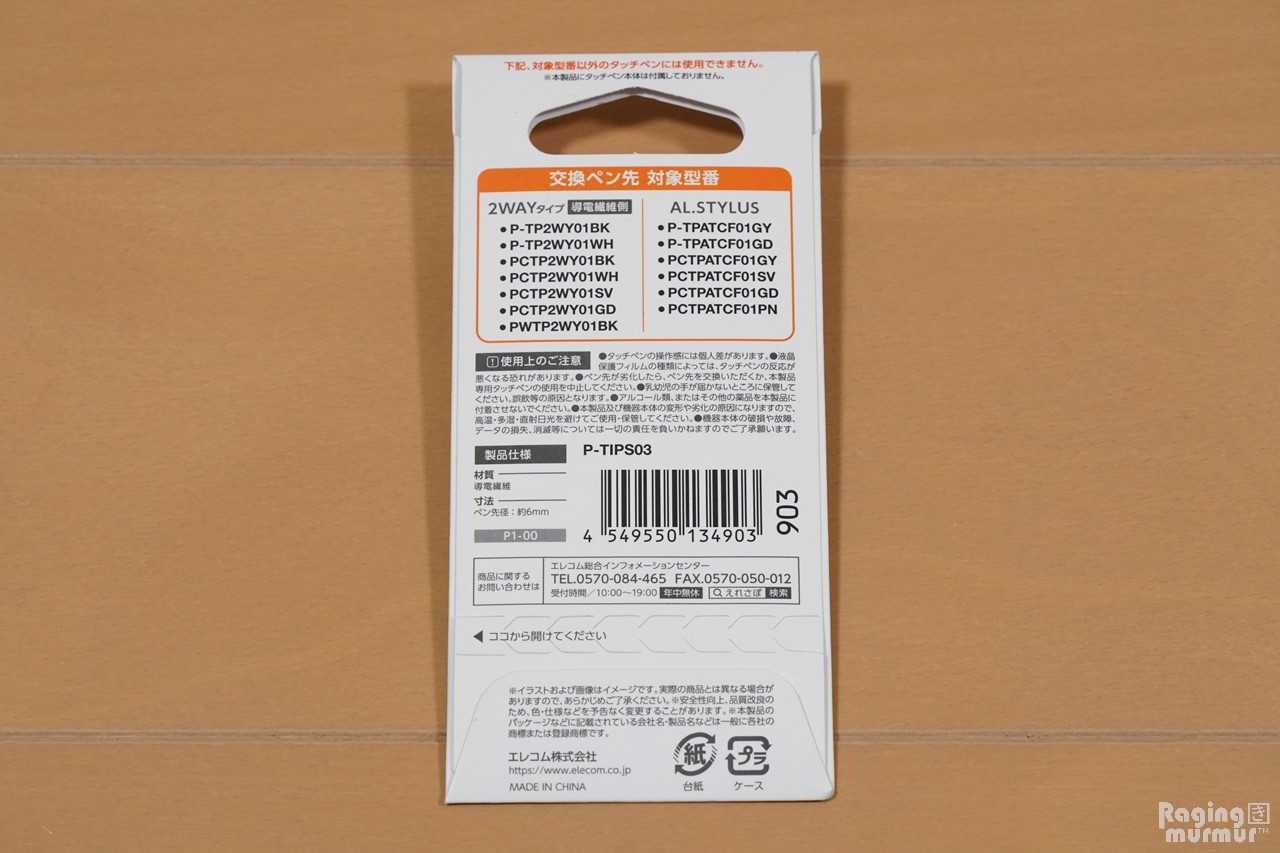 下記、対象型番以外のタッチペンには使用できません。
※本製品にタッチペン本体は付属しておりません。
交換ペン先 対象型番
2WAYタイプ 導電繊維側
• P-TP2WY01BK
• P-TP2WY01WH
• PCTP2WY01BK
• PCTP2WY01WH
• PCTP2WY01SV
• PCTP2WY01GD
• PWTP2WY01BK
AL.STYLUS
• P-TPATCF01GY
• P-TPATCF01GD
• PCTPATCF01GY
• PCTPATCF01SV
• PCTPATCF01GD
• PCTPATCF01PN
使用上のご注意 ●タッチペンの操作感には個人差があります。●液晶
保護フィルムの種類によっては、タッチペンの反応が
悪くなる恐れがあります。●ペン先が劣化したら、ペン先を交換いただくか、本製品
専用タッチペンの使用を中止してください。●乳幼児の手が届かないところに保管して
ください。誤飲等の原因となります。●アルコール類、またはその他の薬品を本製品に
付着させないでください。●本製品及び機器本体の変形や劣化の原因になりますので、
高温・多湿・直射日光を避けてご使用・保管してください。●機器本体の破損や故障、
データの損失、消滅等については一切の責任を負いかねますのでご了承願います。
製品仕様
材質
導電繊維
寸法
ペン先径：約6mm
P1-00
P-TIPS03
4 549550 134903
903
商品に関する
お問い合わせは
エレコム総合インフォメーションセンター
TEL.0570-084-465 FAX.0570-050-012
受付時間／10:00～19:00 年中無休 えれさぽ 検索
◀ ココから開けてください
※イラストおよび画像はイメージです。実際の商品とは異なる場合が
ありますので、あらかじめご了承ください。※安全性向上、品質改良の
ため、色・仕様などを予告なく変更することがあります。※本製品の
パッケージなどに記載されている会社名・製品名などは一般に各社の
商標または登録商標です。
エレコム株式会社
https://www.elecom.co.jp
MADE IN CHINA
紙
台紙
プラ
ケース
Raging き
murmur TM